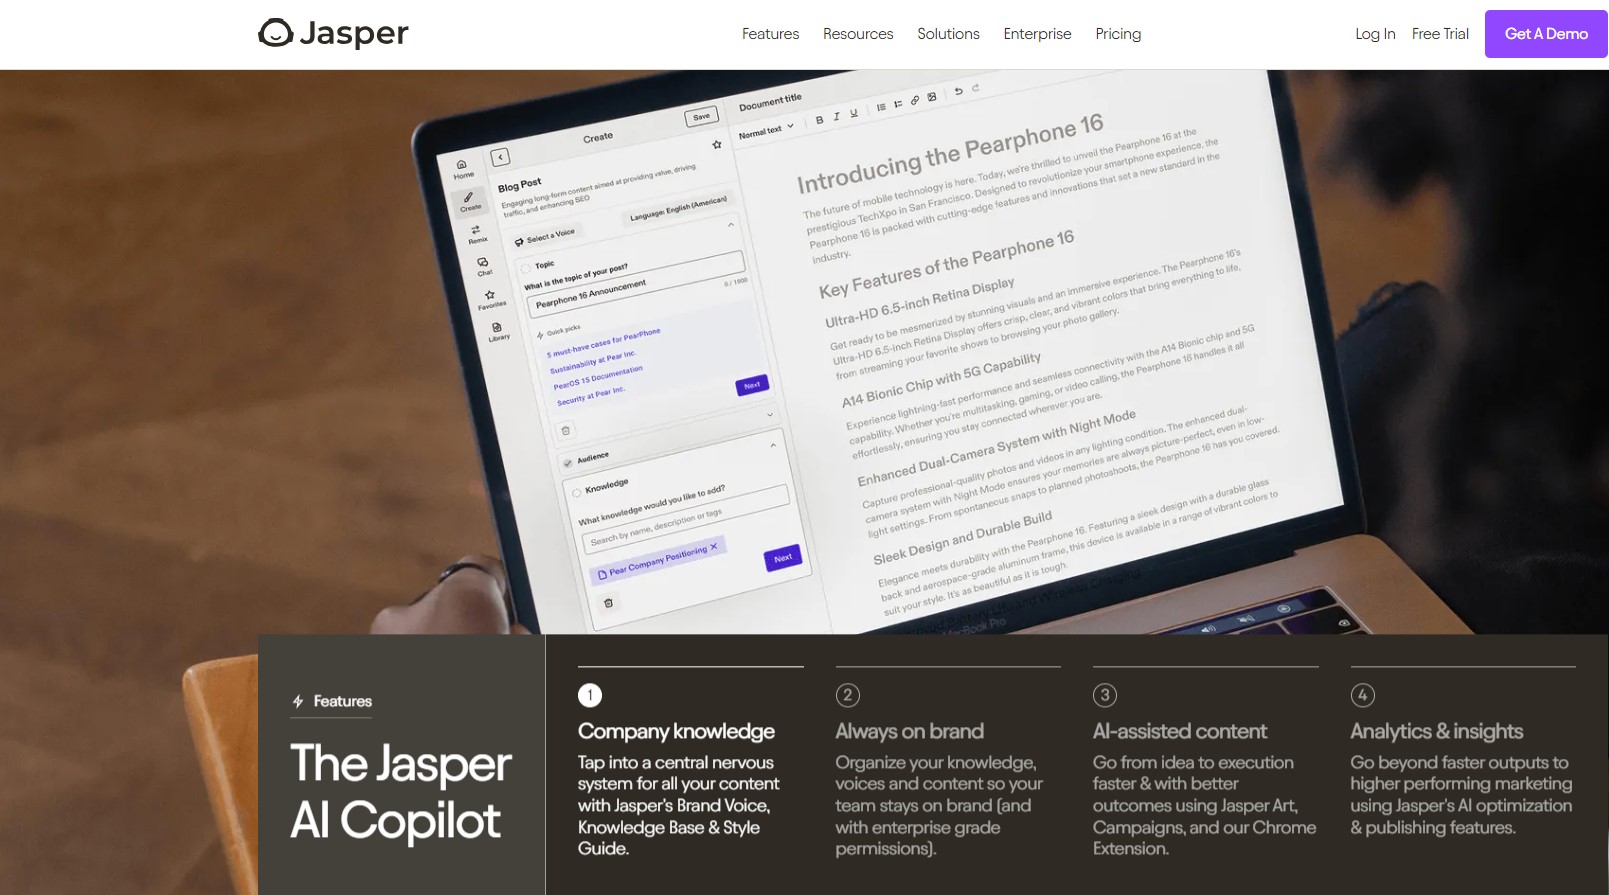 Jasper
Features
Resources
Solutions
Enterprise
Pricing
Log In
Free Trial
Get A Demo
Home
Create
Remix
Chat
Favorites
Library
Create
Save
Blog Post
Engaging long-form content aimed at providing value, driving
traffic, and enhancing SEO
Select a Voice
Language: English (American)
Topic
What is the topic of your post?
Pearphone 16 Announcement
Quick picks
5 must-have cases for PearPhone
Sustainability at Pear Inc.
PearOS 15 Documentation
Security at Pear Inc.
Next
Audience
Knowledge
What knowledge would you like to add?
Search by name, description or tags
Pear Company Positioning
Next
Document title
Normal text
B I U
Introducing the Pearphone 16
The future of mobile technology is here. Today, we're thrilled to unveil the Pearphone 16 at the
prestigious TechXpo in San Francisco. Designed to revolutionize your smartphone experience, the
Pearphone 16 is packed with cutting-edge features and innovations that set a new standard in the
industry.
Key Features of the Pearphone 16
Ultra-HD 6.5-inch Retina Display
Get ready to be mesmerized by stunning visuals and an immersive experience. The Pearphone 16's
Ultra-HD 6.5-inch Retina Display offers crisp, clear, and vibrant colors that bring everything to life,
from streaming your favorite shows to browsing your photo gallery.
A14 Bionic Chip with 5G Capability
Experience lightning-fast performance and seamless connectivity with the A14 Bionic chip and 5G
capability. Whether you're multitasking, gaming, or video calling, the Pearphone 16 handles it all
effortlessly, ensuring you stay connected wherever you are.
Enhanced Dual-Camera System with Night Mode
Capture professional-quality photos and videos in any lighting condition. The enhanced dual-
camera system with Night Mode ensures your memories are always picture-perfect, even in low-
light settings. From spontaneous snaps to planned photoshoots, the Pearphone 16 has you covered.
Sleek Design and Durable Build
Elegance meets durability with the Pearphone 16. Featuring a sleek design with a durable glass
back and aerospace-grade aluminum frame, this device is available in a range of vibrant colors to
suit your style. It's as beautiful as it is tough.
MacBook Pro
Features
The Jasper
AI Copilot
1
Company knowledge
Tap into a central nervous
system for all your content
with Jasper's Brand Voice,
Knowledge Base & Style
Guide.
2
Always on brand
Organize your knowledge,
voices and content so your
team stays on brand (and
with enterprise grade
permissions).
3
AI-assisted content
Go from idea to execution
faster & with better
outcomes using Jasper Art,
Campaigns, and our Chrome
Extension.
4
Analytics & insights
Go beyond faster outputs to
higher performing marketing
using Jasper's AI optimization
& publishing features.